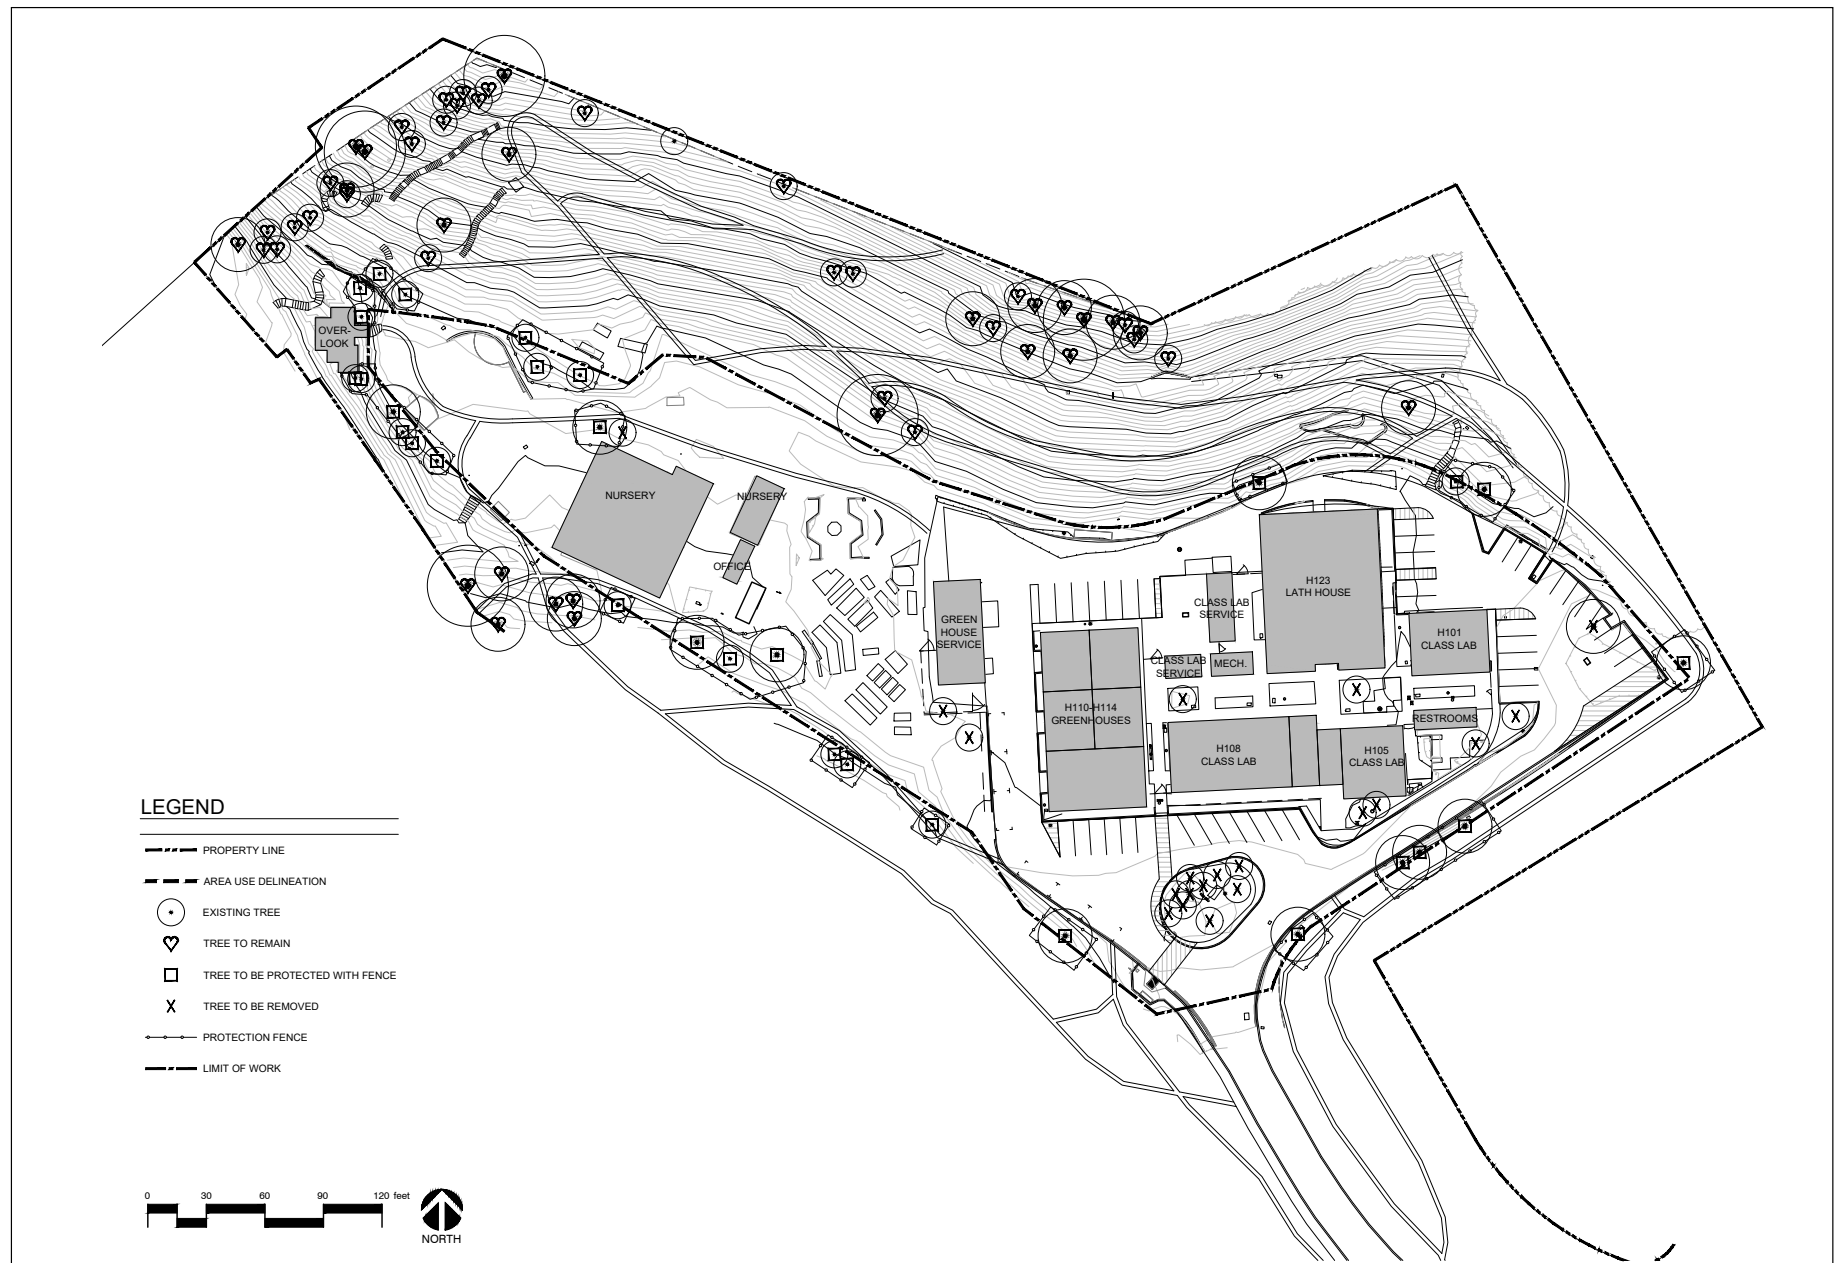 OVER-
LOOK
NURSERY
NURSERY
OFFICE
GREEN
HOUSE
SERVICE
CLASS LAB
SERVICE
H123
LATH HOUSE
H101
CLASS LAB
CLASS LAB
SERVICE
MECH.
H110-H114
GREENHOUSES
RESTROOMS
H108
CLASS LAB
H105
CLASS LAB
LEGEND
PROPERTY LINE
AREA USE DELINEATION
EXISTING TREE
TREE TO REMAIN
TREE TO BE PROTECTED WITH FENCE
TREE TO BE REMOVED
PROTECTION FENCE
LIMIT OF WORK
0 30 60 90 120 feet
NORTH